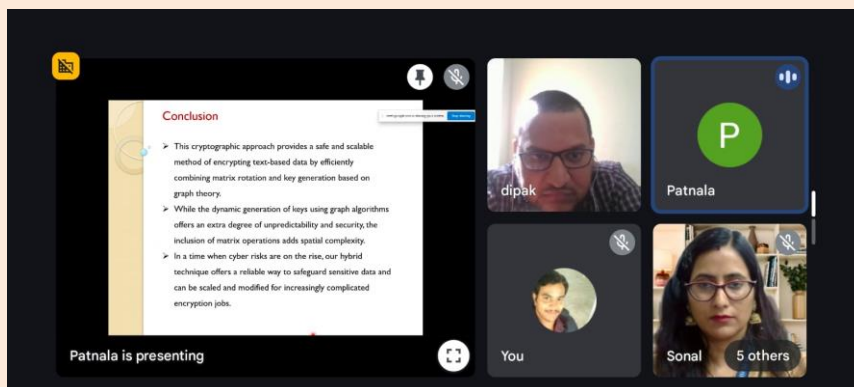 Conclusion
➢ This cryptographic approach provides a safe and scalable
method of encrypting text-based data by efficiently
combining matrix rotation and key generation based on
graph theory.
➢ While the dynamic generation of keys using graph algorithms
offers an extra degree of unpredictability and security, the
inclusion of matrix operations adds spatial complexity.
➢ In a time when cyber risks are on the rise, our hybrid
technique offers a reliable way to safeguard sensitive data and
can be scaled and modified for increasingly complicated
encryption jobs.
Patnala is presenting
dipak
P
Patnala
You
Sonal
5 others